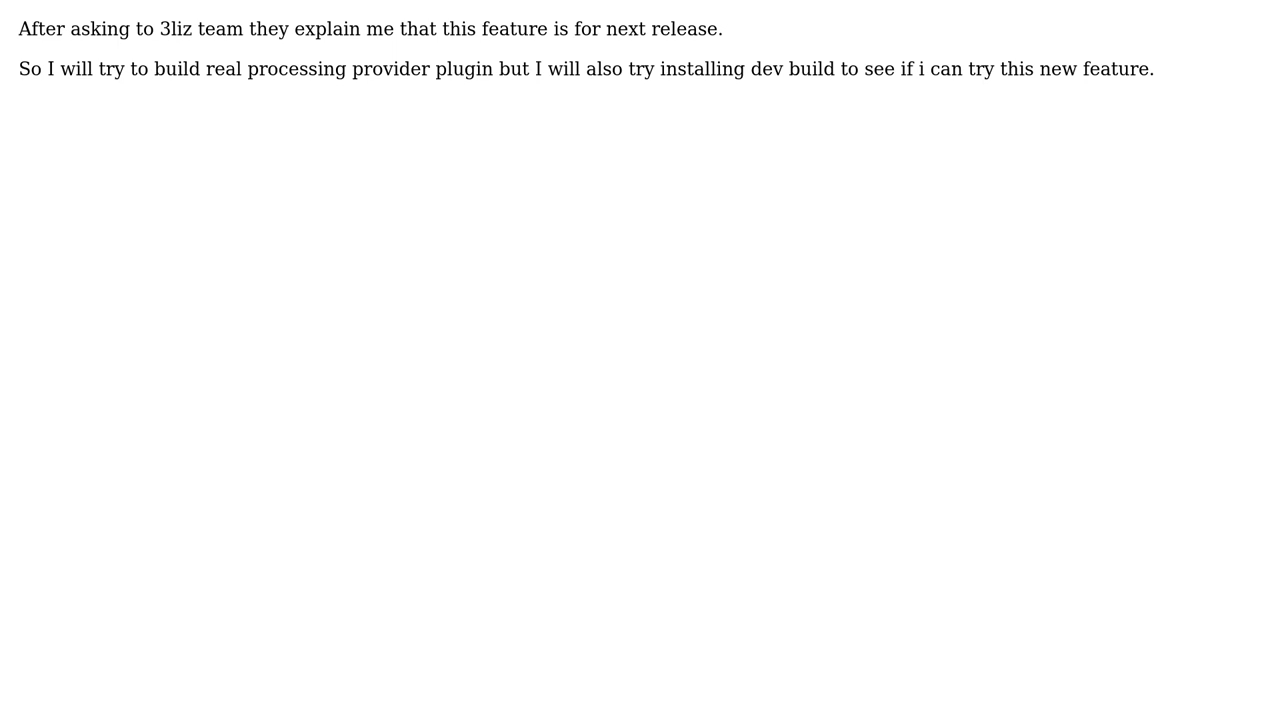 After asking to 3liz team they explain me that this feature is for next release.
So I will try to build real processing provider plugin but I will also try installing dev build to see if i can try this new feature.